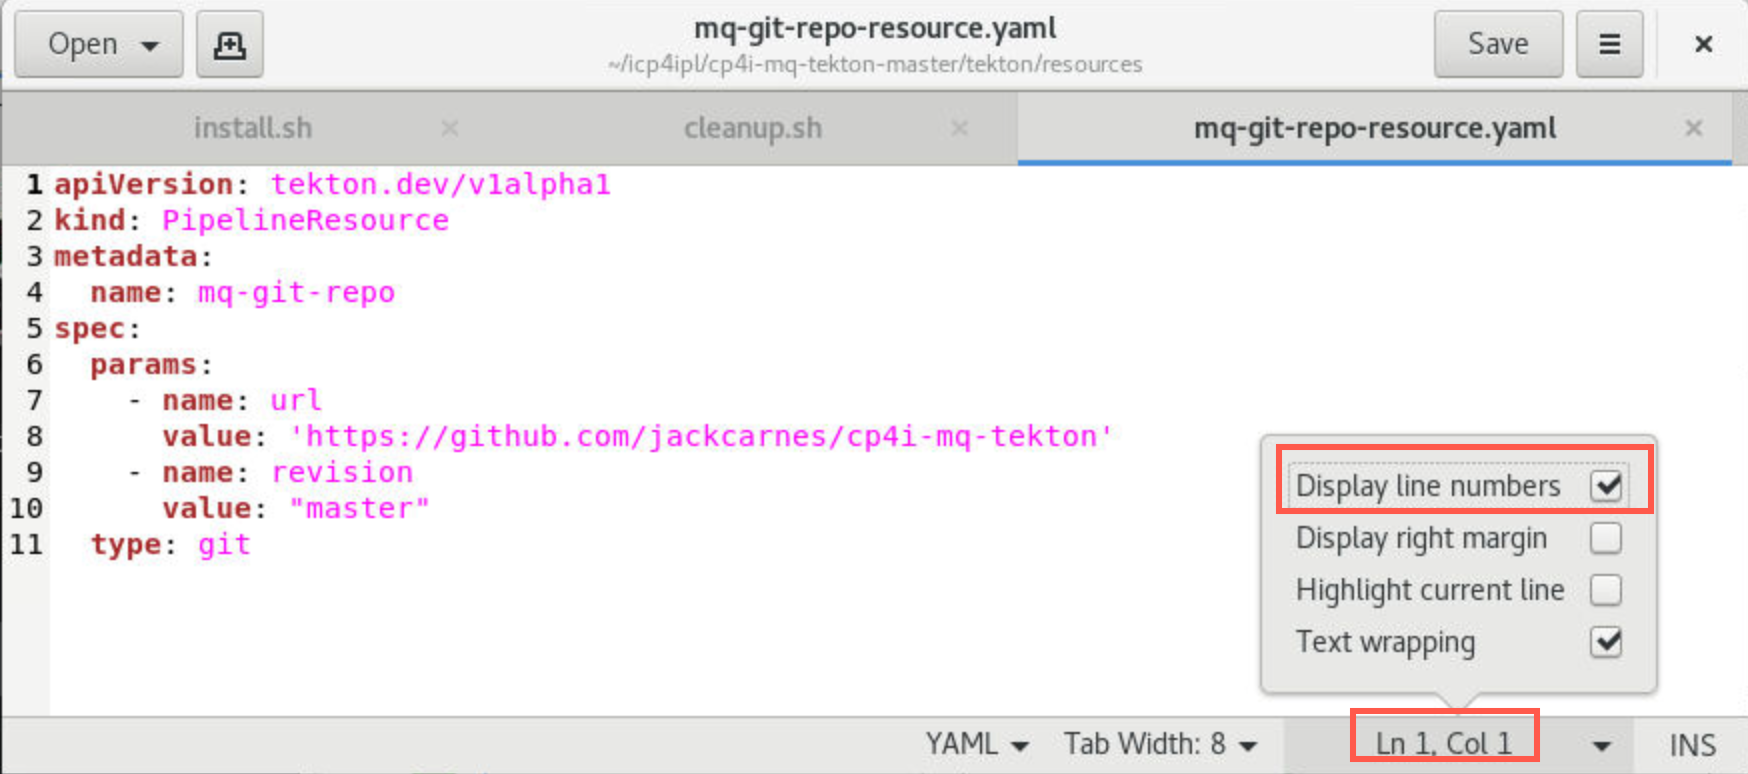 Open
mq-git-repo-resource.yaml
~/icp4ipl/cp4i-mq-tekton-master/tekton/resources
Save
install.sh
cleanup.sh
mq-git-repo-resource.yaml
1 apiVersion: tekton.dev/v1alpha1
2 kind: PipelineResource
3 metadata:
4   name: mq-git-repo
5 spec:
6   params:
7     - name: url
8       value: 'https://github.com/jackcarnes/cp4i-mq-tekton'
9     - name: revision
10       value: "master"
11   type: git
Display line numbers
Display right margin
Highlight current line
Text wrapping
YAML
Tab Width: 8
Ln 1, Col 1
INS